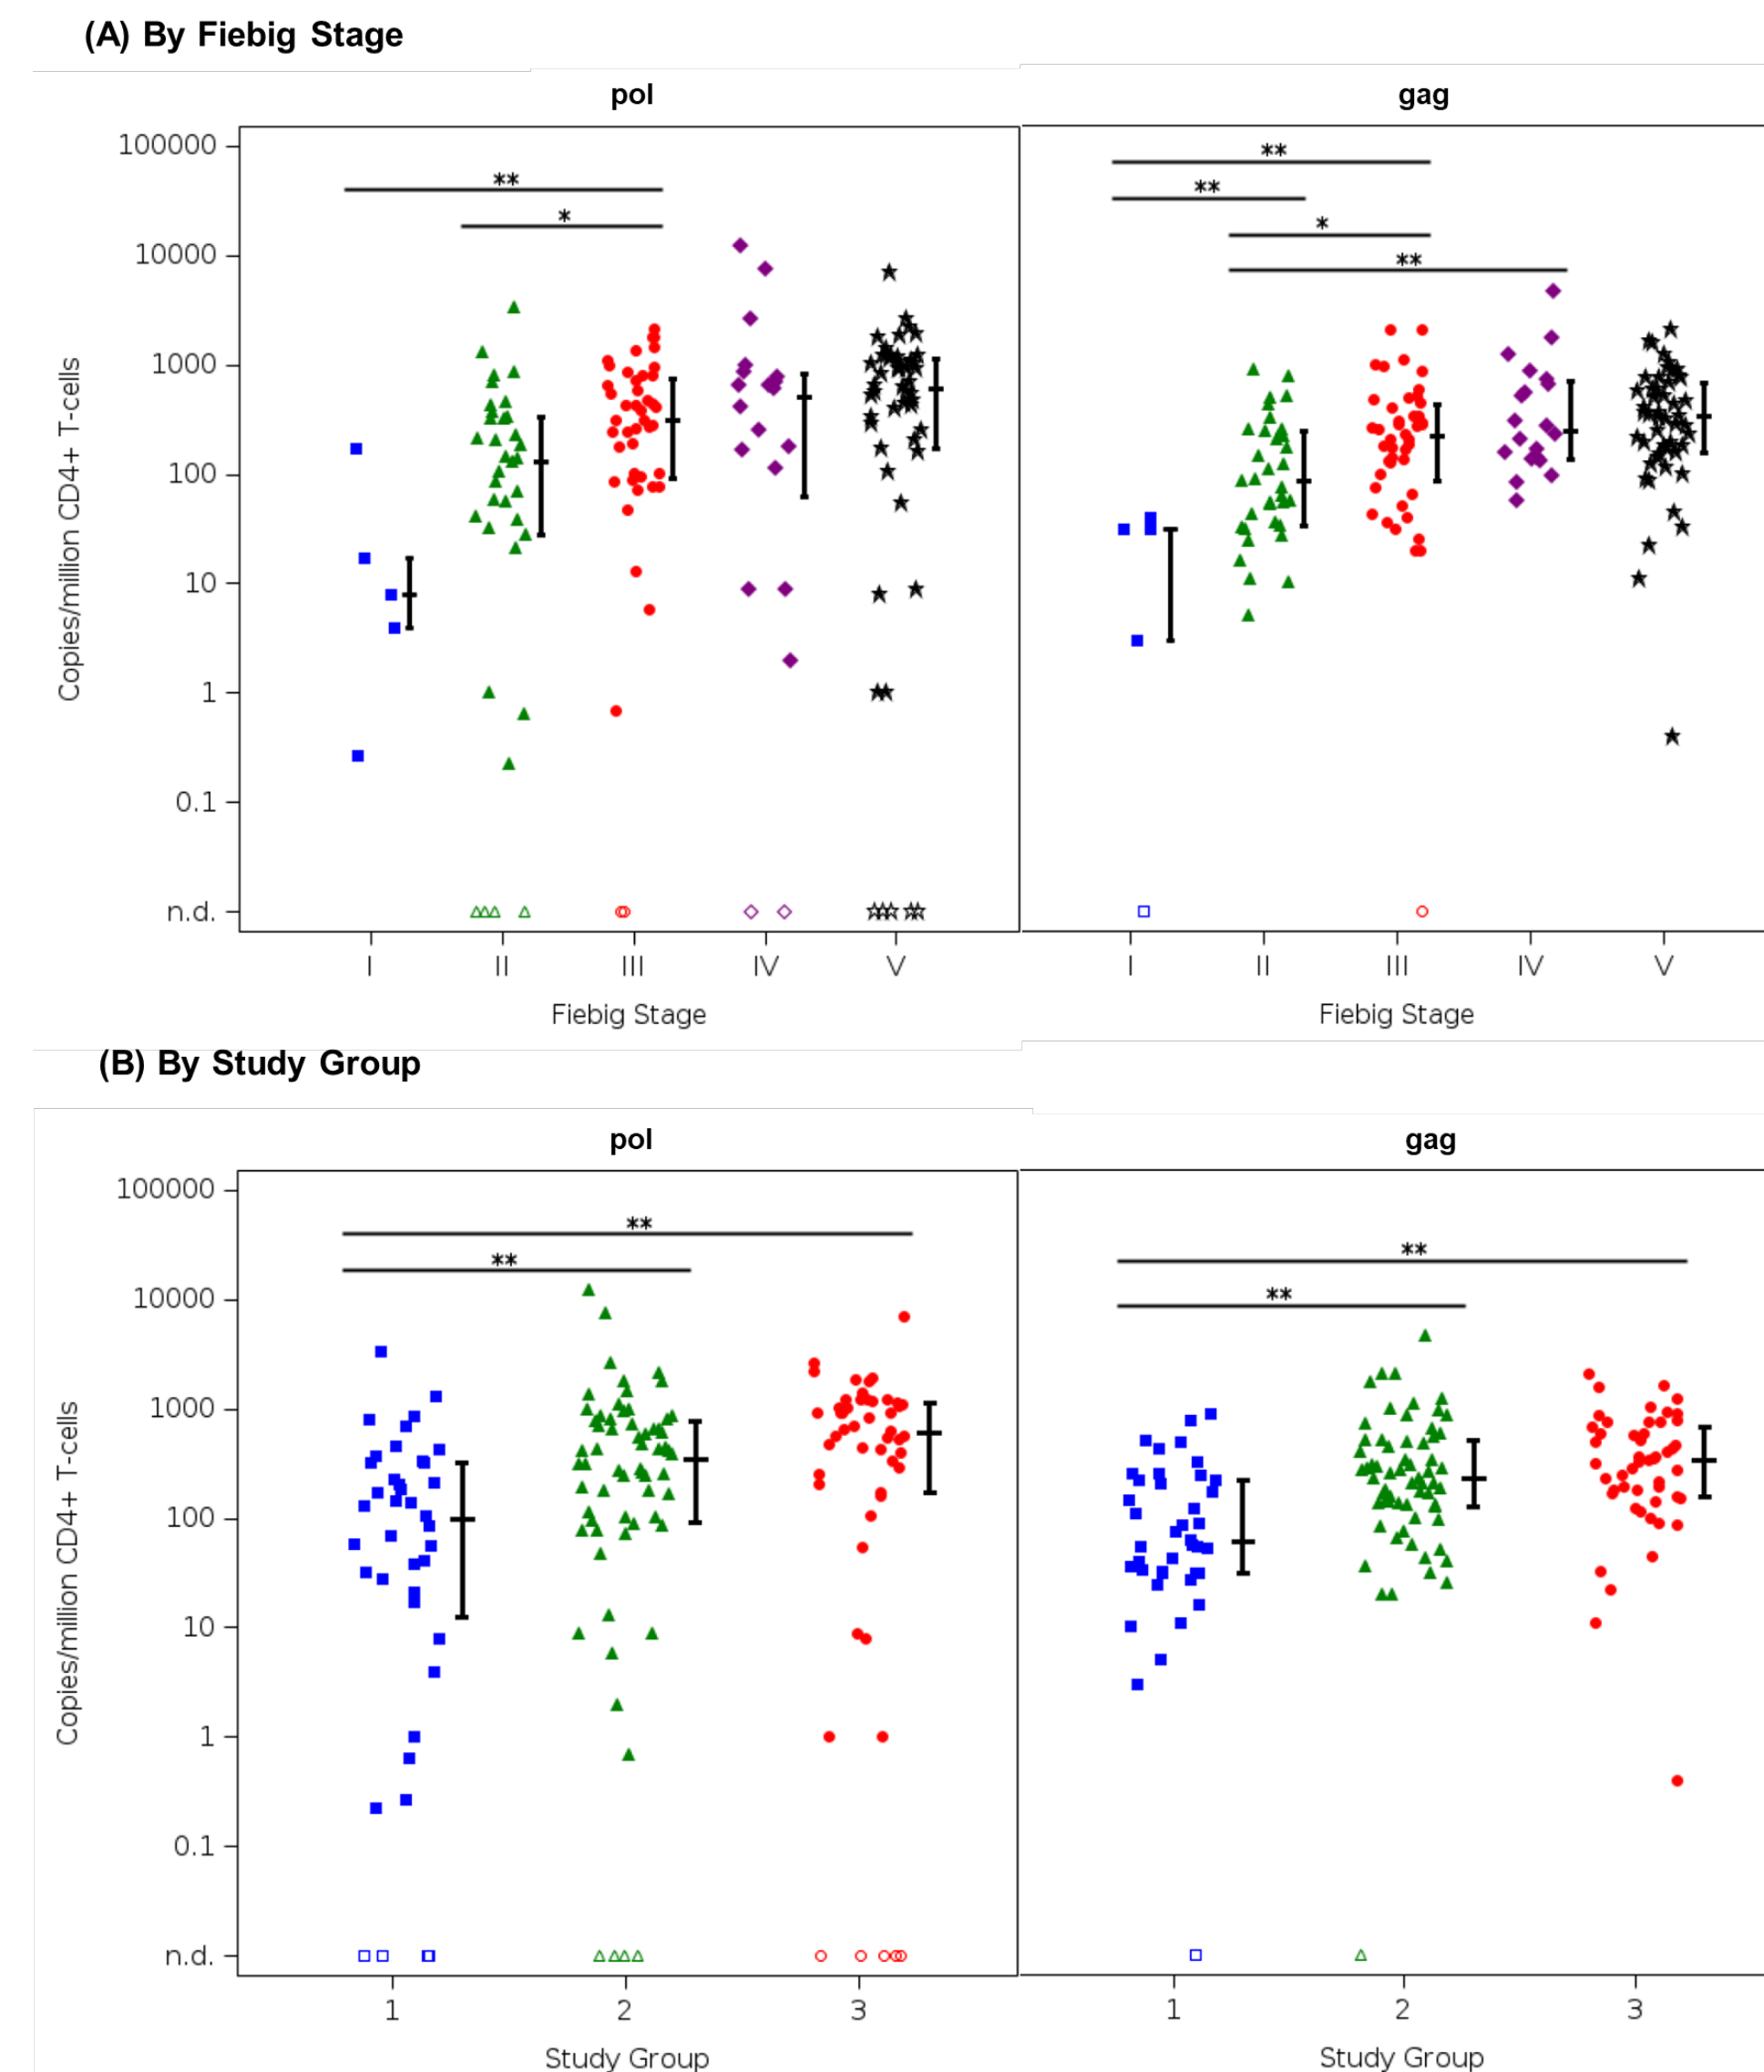 (A) By Fiebig Stage
pol
gag
100000
10000
1000
100
10
1
0.1
n.d.
Copies/million CD4+ T-cells
**
*
**
**
*
**
I II III IV V
I II III IV V
Fiebig Stage
Fiebig Stage
(B) By Study Group
pol
gag
100000
10000
1000
100
10
1
0.1
n.d.
Copies/million CD4+ T-cells
**
**
**
**
1 2 3
1 2 3
Study Group
Study Group